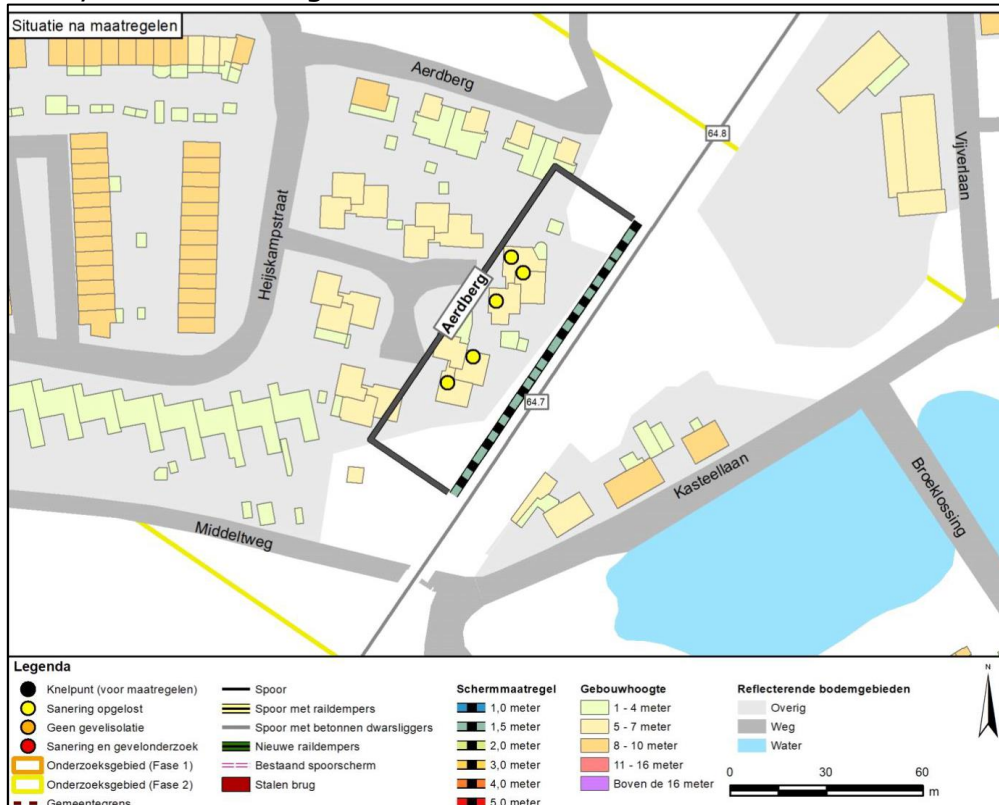 Situatie na maatregelen
Aerdberg
64.8
Vijverlaan
Heijskampstraat
Aerdberg
64.7
Kasteellaan
Broeklossing
Middeltweg
Legenda
Knelpunt (voor maatregelen)
Sanering opgelost
Geen gevelisolatie
Sanering en gevelonderzoek
Onderzoeksgebied (Fase 1)
Onderzoeksgebied (Fase 2)
Gemeentegrens
Spoor
Spoor met raildempers
Spoor met betonnen dwarsliggers
Nieuwe raildempers
Bestaand spoorscherm
Stalen brug
Schermmaatregel
1,0 meter
1,5 meter
2,0 meter
3,0 meter
4,0 meter
5,0 meter
Gebouwhoogte
1 - 4 meter
5 - 7 meter
8 - 10 meter
11 - 16 meter
Boven de 16 meter
Reflecterende bodemgebieden
Overig
Weg
Water
N
0 30 60
m